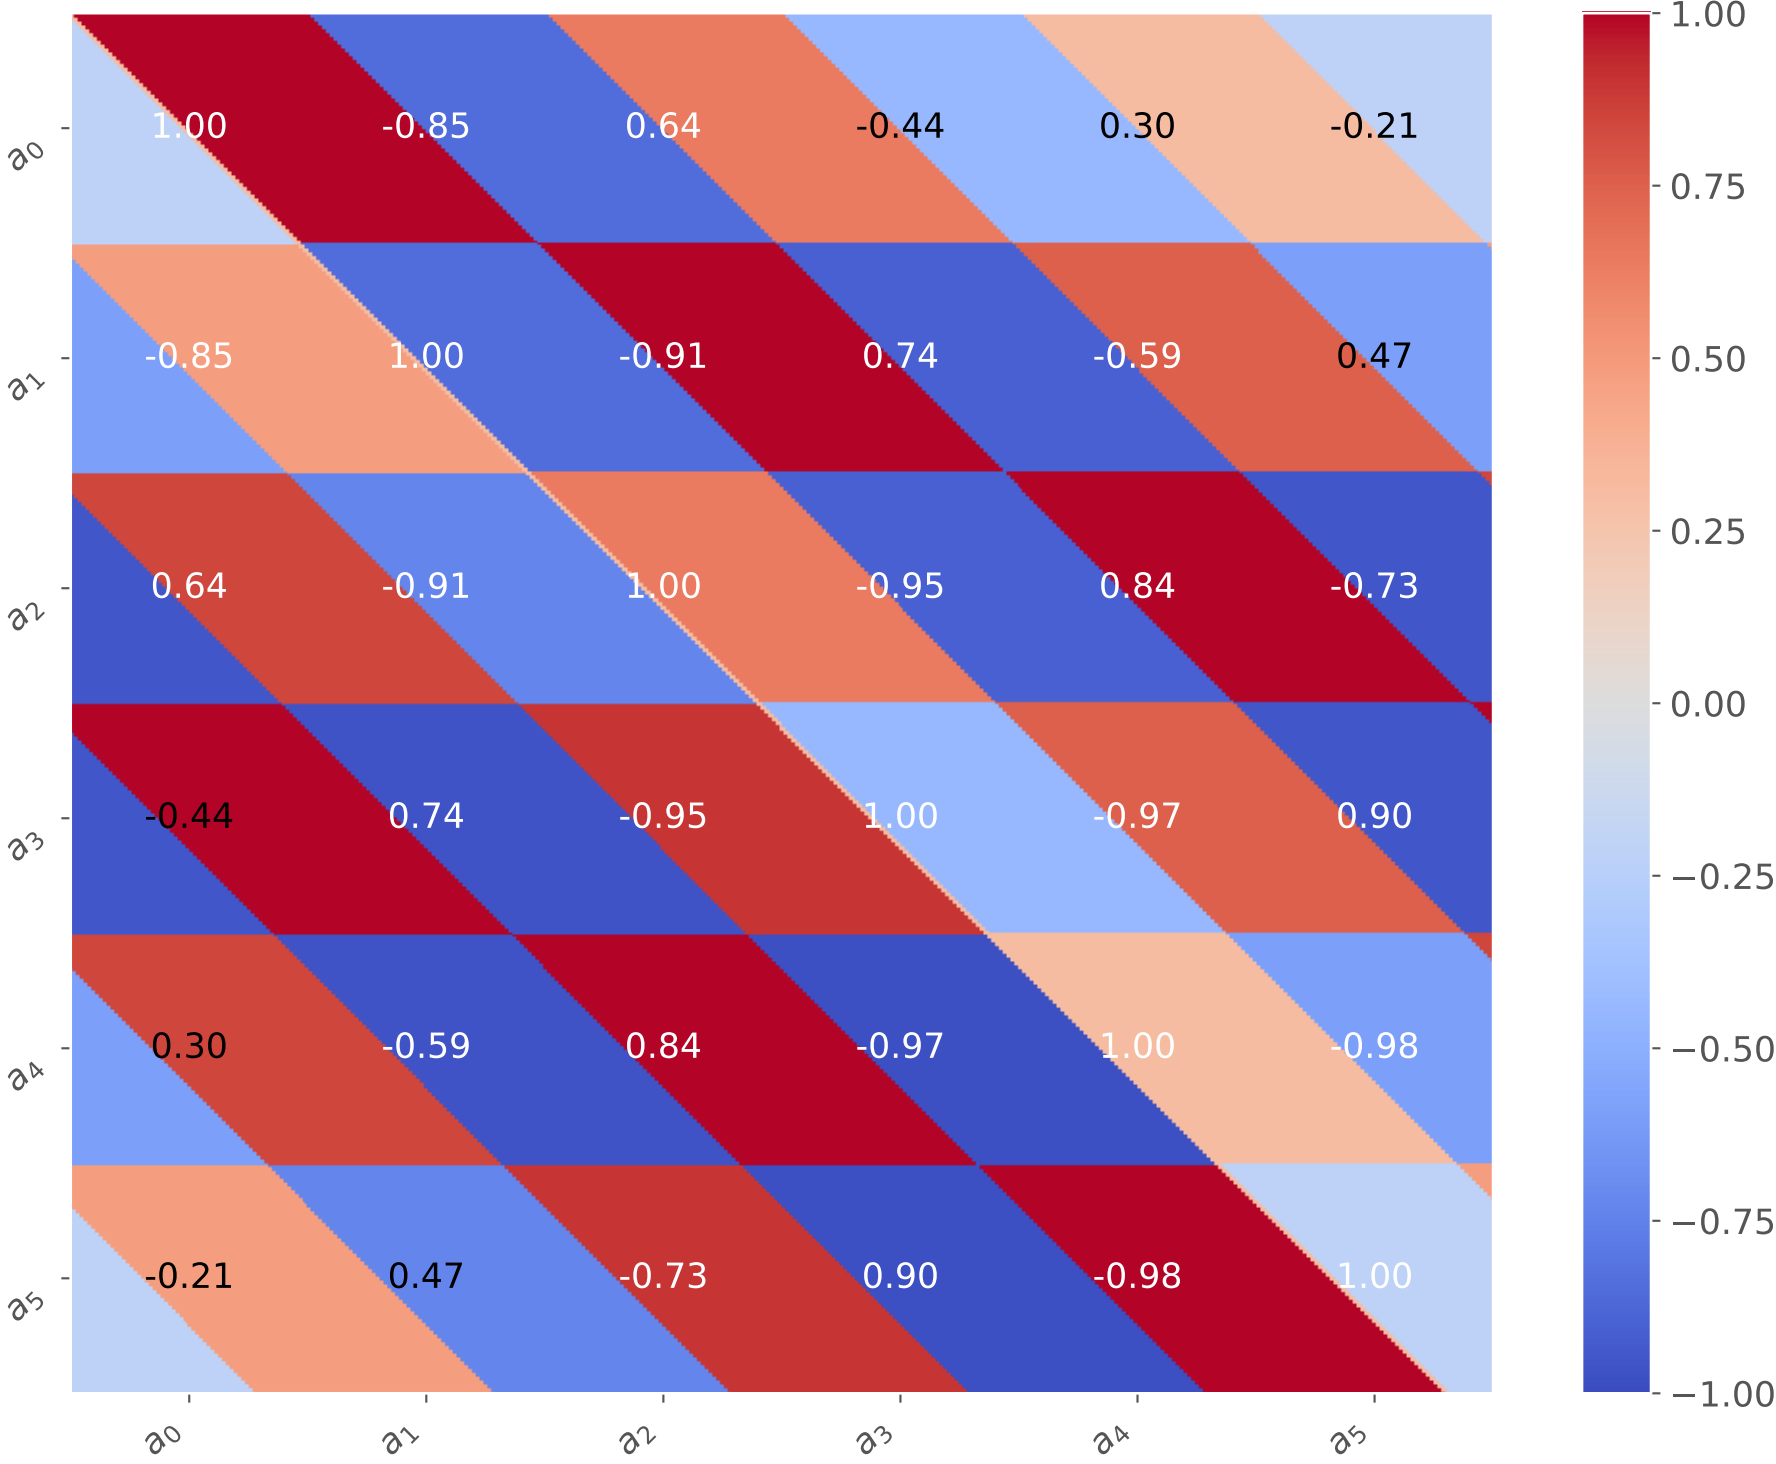 1.00
a0 1.00 -0.85 0.64 -0.44 0.30 -0.21
0.75
a1 -0.85 1.00 -0.91 0.74 -0.59 0.47
0.50
0.25
a2 0.64 -0.91 1.00 -0.95 0.84 -0.73
0.00
a3 -0.44 0.74 -0.95 1.00 -0.97 0.90
−0.25
a4 0.30 -0.59 0.84 -0.97 1.00 -0.98
−0.50
−0.75
a5 -0.21 0.47 -0.73 0.90 -0.98 1.00
−1.00
a0 a1 a2 a3 a4 a5